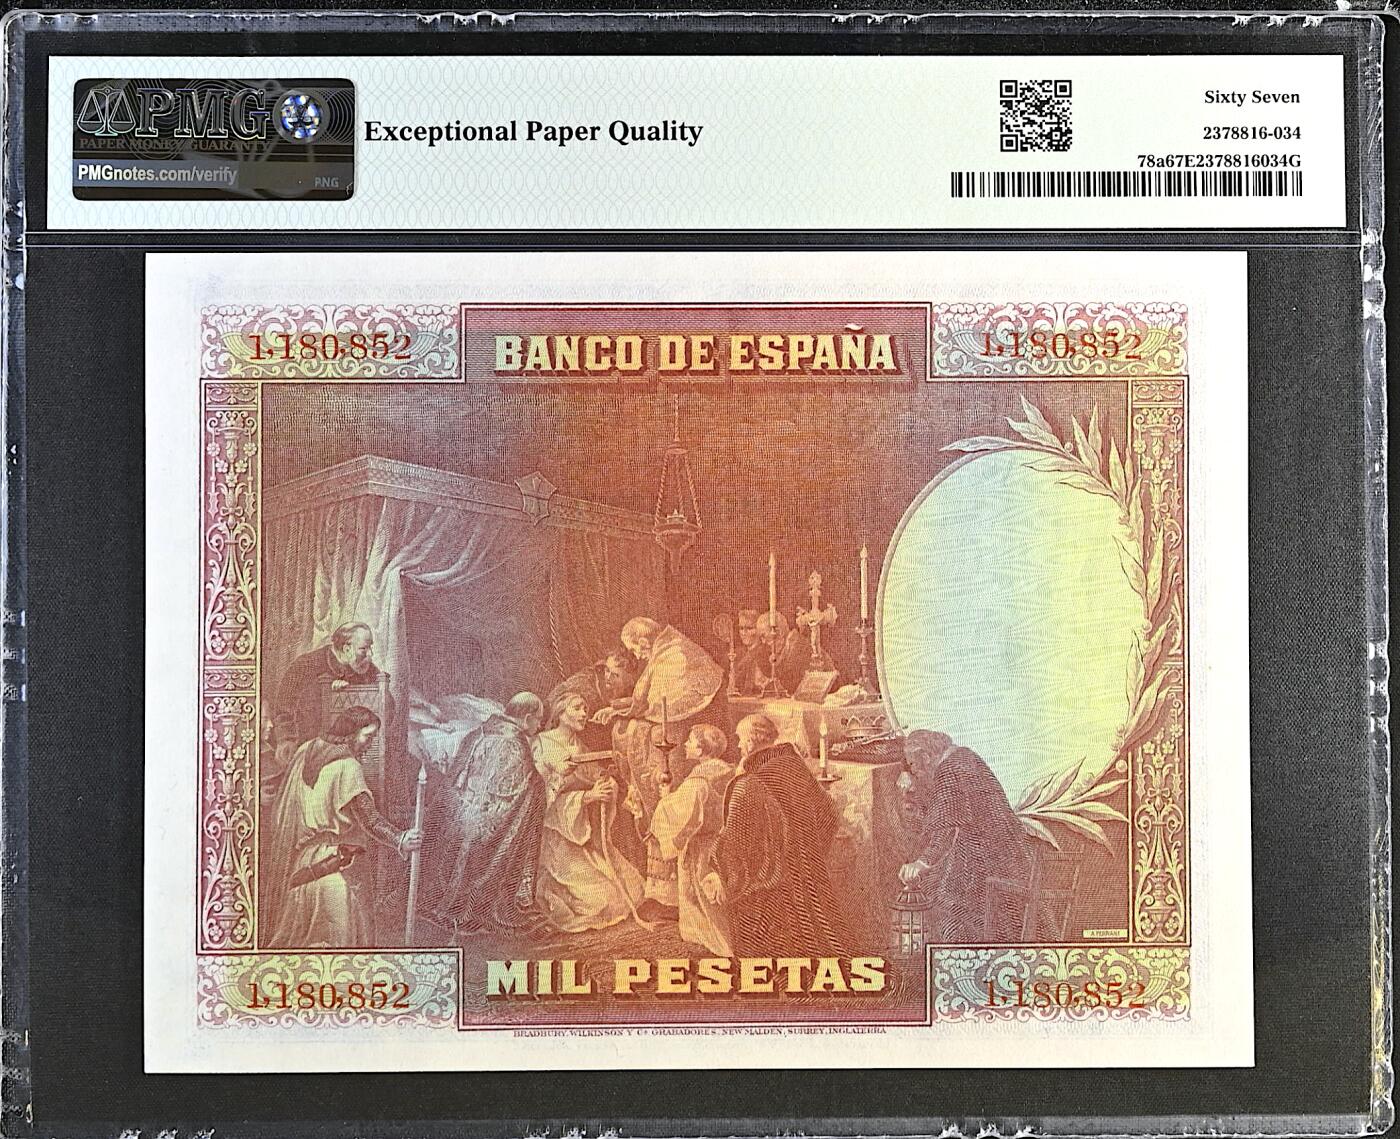 PMG
PAPER MONEY GUARANTY
PMGnotes.com/verify
PNG
Exceptional Paper Quality
Sixty Seven
2378816-034
78a67E2378816034G
1,180,852
BANCO DE ESPAÑA
1,180,852
A FERRANT
MIL PESETAS
1,180,852
1,180,852
BRADBURY, WILKINSON Y Cª GRABADORES, NEW MALDEN, SURREY, INGLATERRA